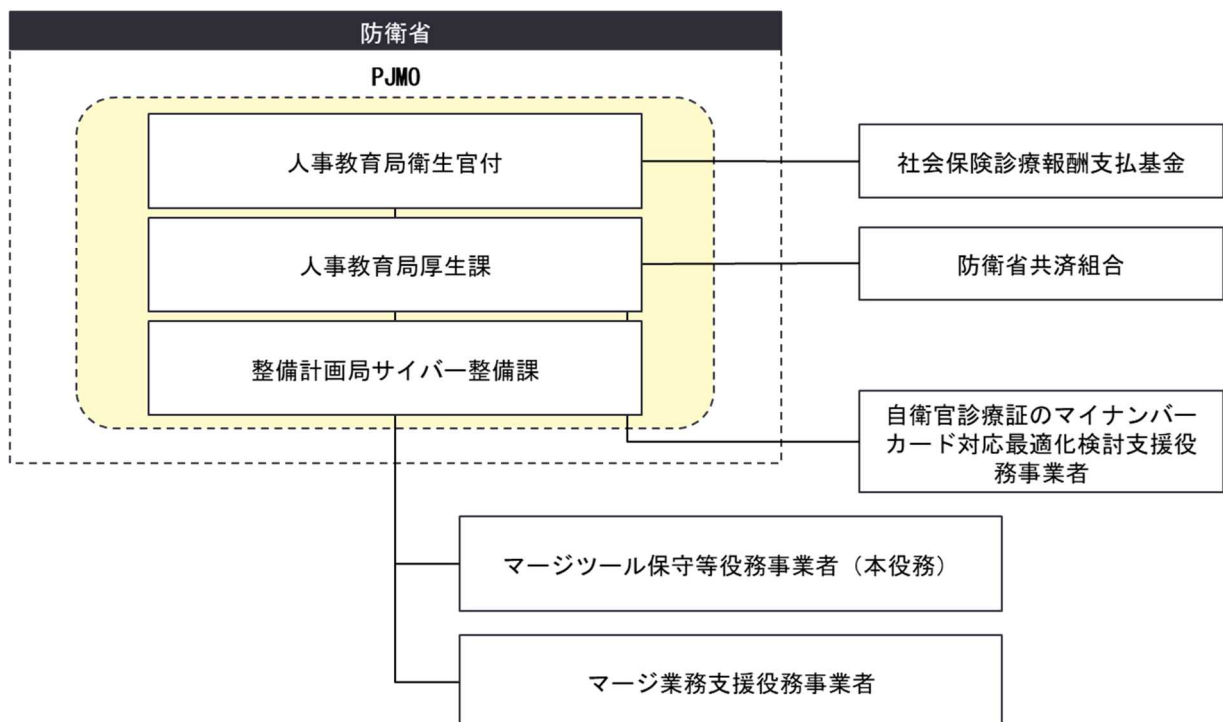 防衛省
PJMO
人事教育局衛生官付
社会保険診療報酬支払基金
人事教育局厚生課
防衛省共済組合
整備計画局サイバー整備課
自衛官診療証のマイナンバー
カード対応最適化検討支援役
務事業者
マージツール保守等役務事業者（本役務）
マージ業務支援役務事業者